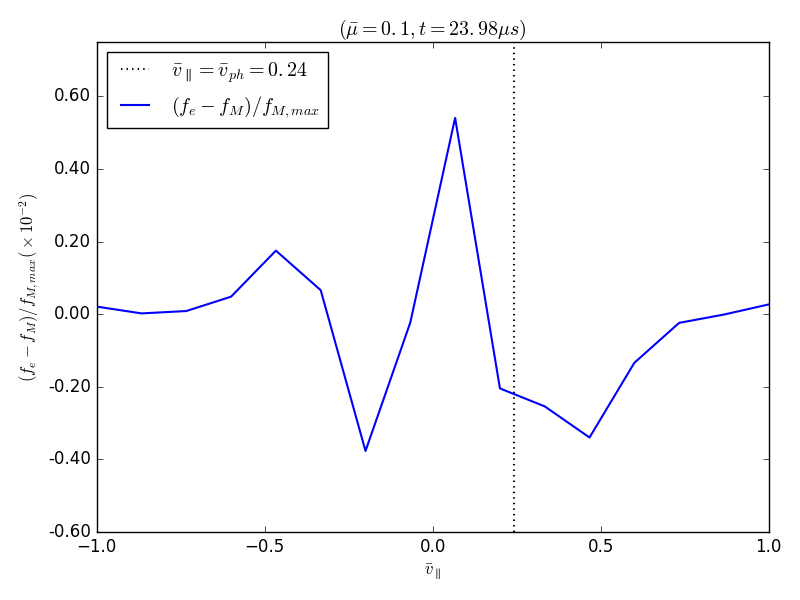 (μ̄ = 0.1, t = 23.98μs)
v̄∥ = v̄ph = 0.24
(fe − fM)/fM,max
0.60
0.40
0.20
0.00
-0.20
-0.40
-0.60
(fe − fM)/fM,max(×10⁻²)
−1.0 −0.5 0.0 0.5 1.0
v̄∥